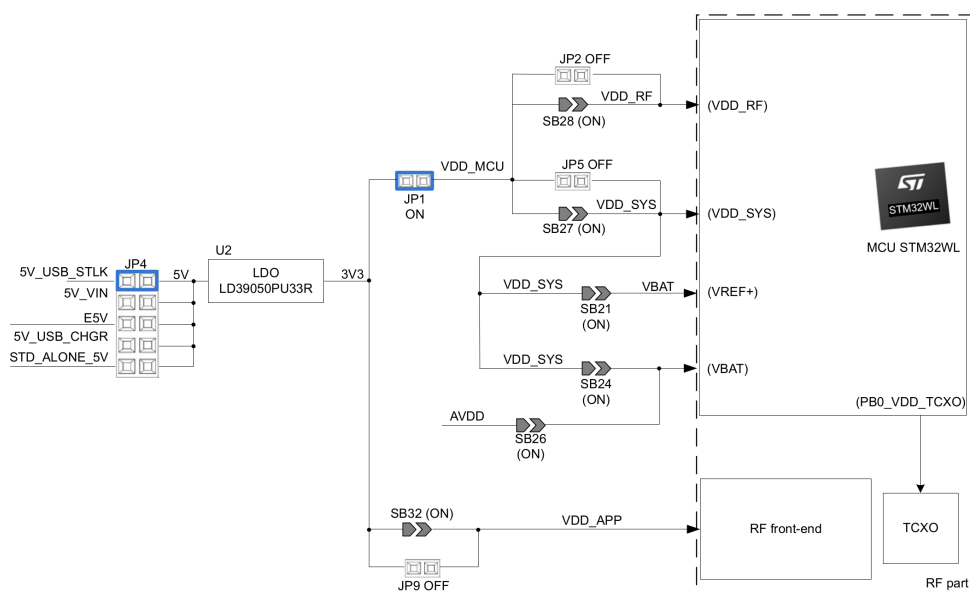 JP2 OFF
VDD_RF
SB28 (ON)
(VDD_RF)
VDD_MCU
JP1
ON
JP5 OFF
VDD_SYS
SB27 (ON)
(VDD_SYS)
ST
STM32WL
MCU STM32WL
JP4
5V_USB_STLK
5V_VIN
E5V
5V_USB_CHGR
STD_ALONE_5V
5V
U2
LDO
LD39050PU33R
3V3
VDD_SYS
SB21
(ON)
VBAT
(VREF+)
VDD_SYS
SB24
(ON)
(VBAT)
AVDD
SB26
(ON)
(PB0_VDD_TCXO)
SB32 (ON)
JP9 OFF
VDD_APP
RF front-end
TCXO
RF part